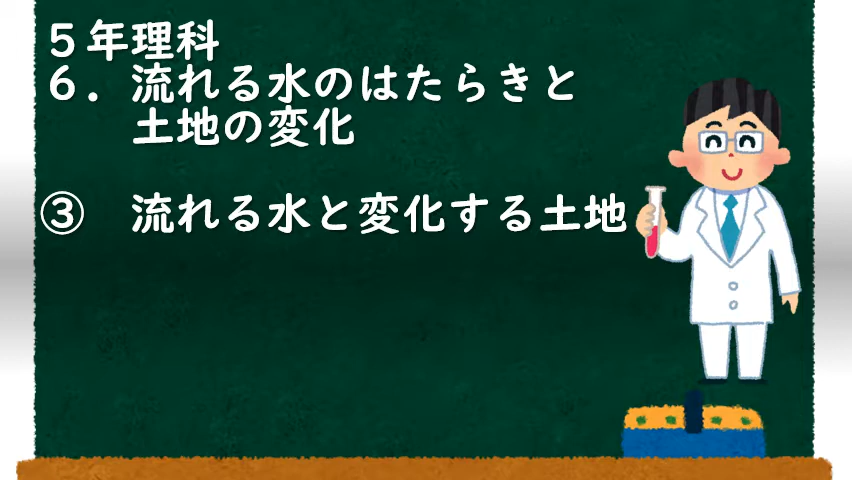 ５年理科
６．流れる水のはたらきと
土地の変化
③　流れる水と変化する土地